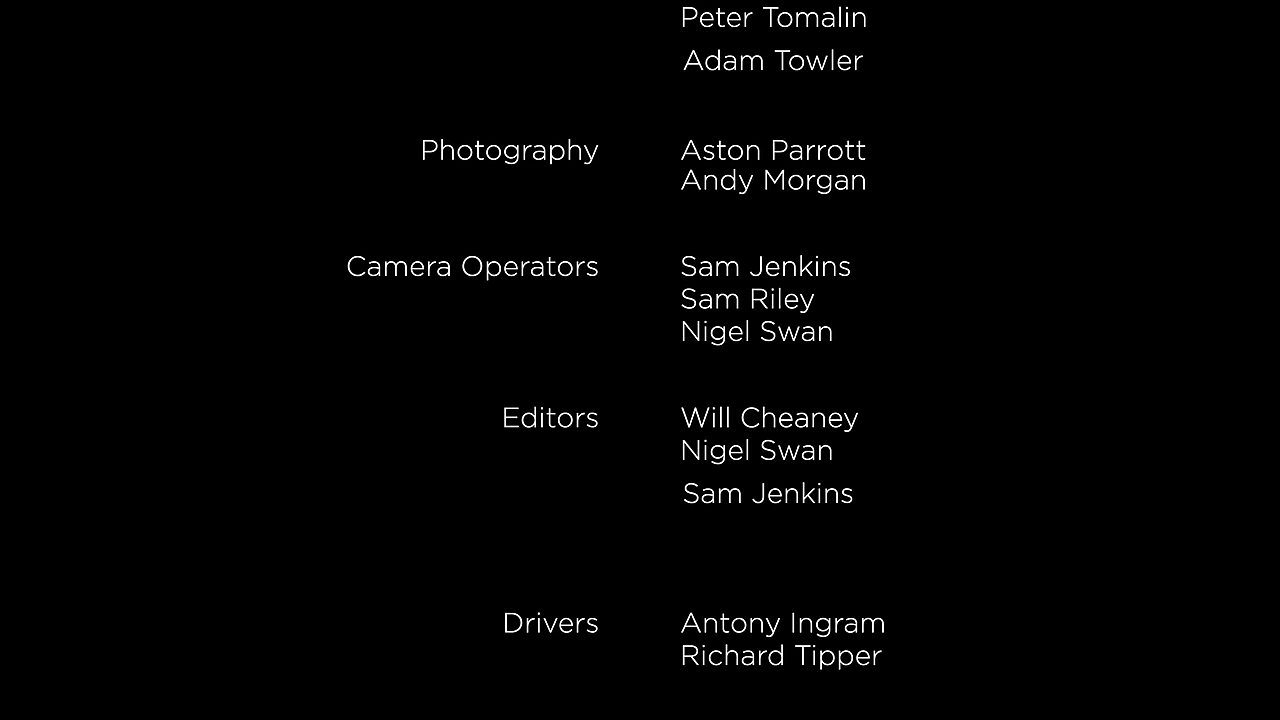 Peter Tomalin
Adam Towler
Photography Aston Parrott
Andy Morgan
Camera Operators Sam Jenkins
Sam Riley
Nigel Swan
Editors Will Cheaney
Nigel Swan
Sam Jenkins
Drivers Antony Ingram
Richard Tipper